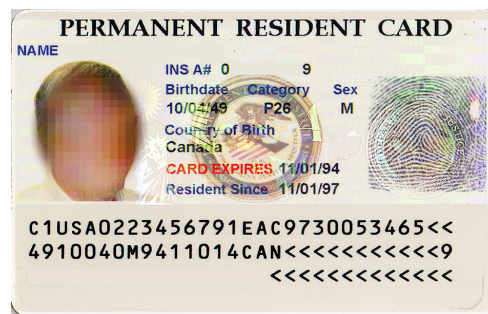 PERMANENT RESIDENT CARD
NAME
INS A# 0 9
Birthdate Category Sex
10/04/49 P26 M
Country of Birth
Canada
CARD EXPIRES 11/01/94
Resident Since 11/01/97
C1USA0223456791EAC9730053465<<
4910040M9411014CAN<<<<<<<<<<<9
<<<<<<<<<<<<<